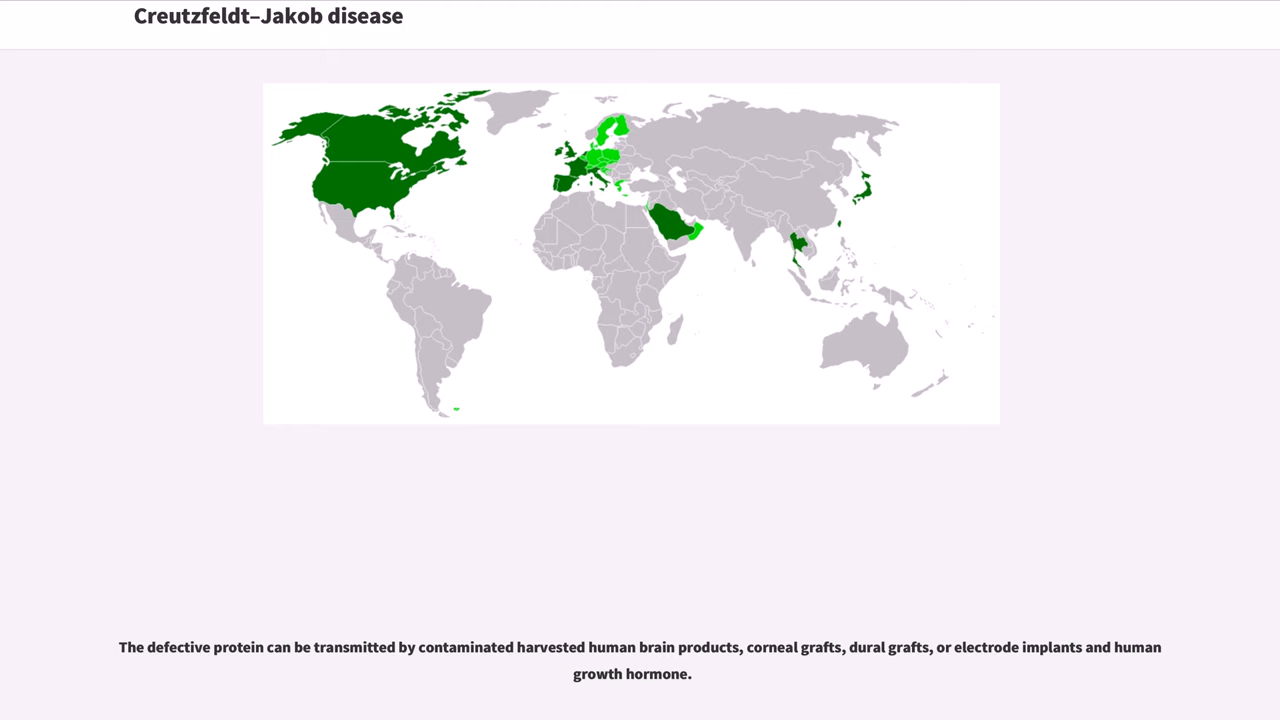 Creutzfeldt–Jakob disease
The defective protein can be transmitted by contaminated harvested human brain products, corneal grafts, dural grafts, or electrode implants and human
growth hormone.